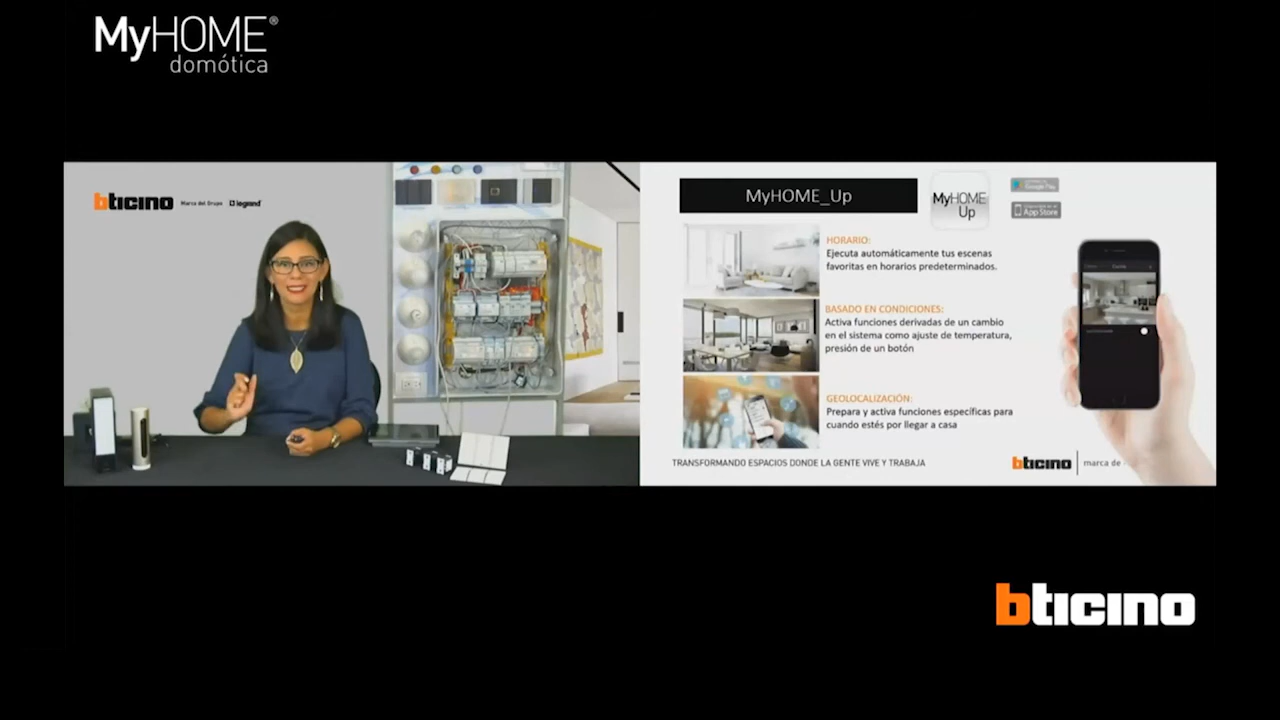 MyHOME®
domótica
bticino Marca del Grupo legrand
MyHOME_Up
MyHOME
Up
Google Play
App Store
HORARIO:
Ejecuta automáticamente tus escenas
favoritas en horarios predeterminados.
BASADO EN CONDICIONES:
Activa funciones derivadas de un cambio
en el sistema como ajuste de temperatura,
presión de un botón
GEOLOCALIZACIÓN:
Prepara y activa funciones específicas para
cuando estés por llegar a casa
TRANSFORMANDO ESPACIOS DONDE LA GENTE VIVE Y TRABAJA
bticino marca de
bticino